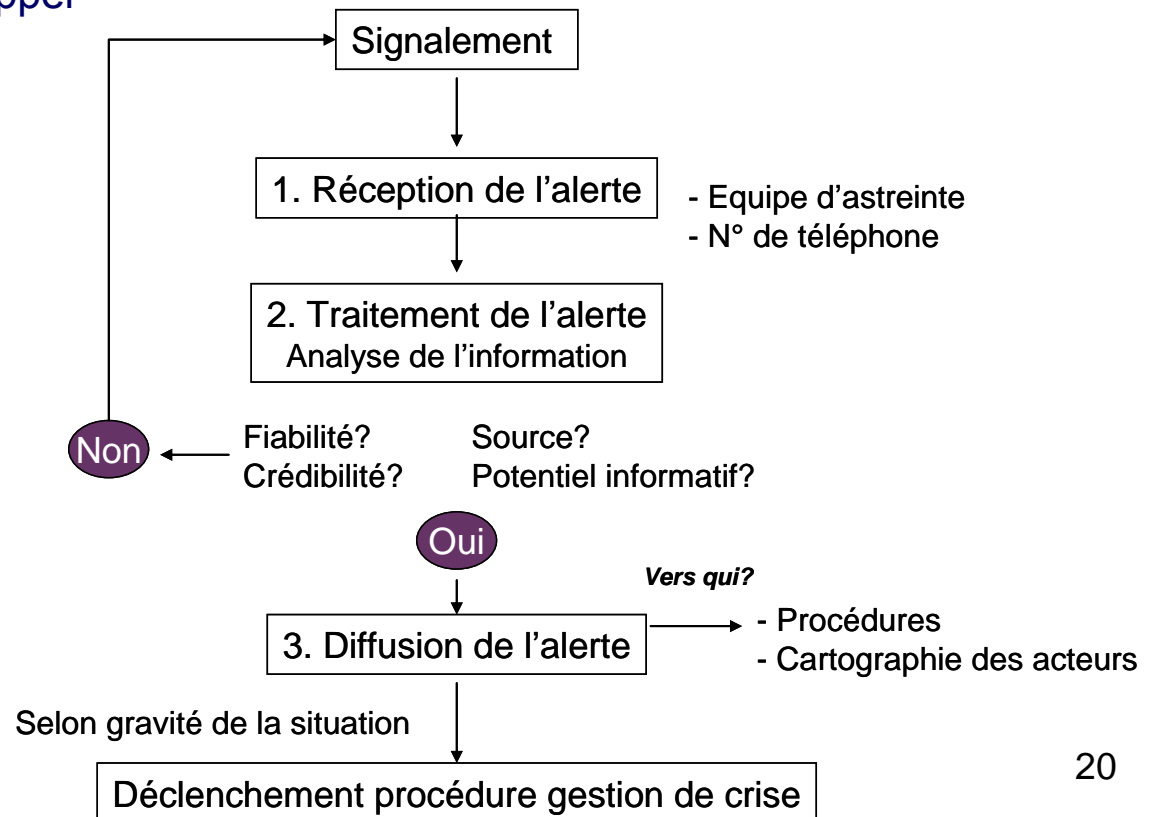 Signalement
1. Réception de l’alerte
- Equipe d’astreinte
- N° de téléphone
2. Traitement de l’alerte
Analyse de l’information
Non
Fiabilité?
Source?
Crédibilité?
Potentiel informatif?
Oui
Vers qui?
3. Diffusion de l’alerte
- Procédures
- Cartographie des acteurs
Selon gravité de la situation
Déclenchement procédure gestion de crise
20